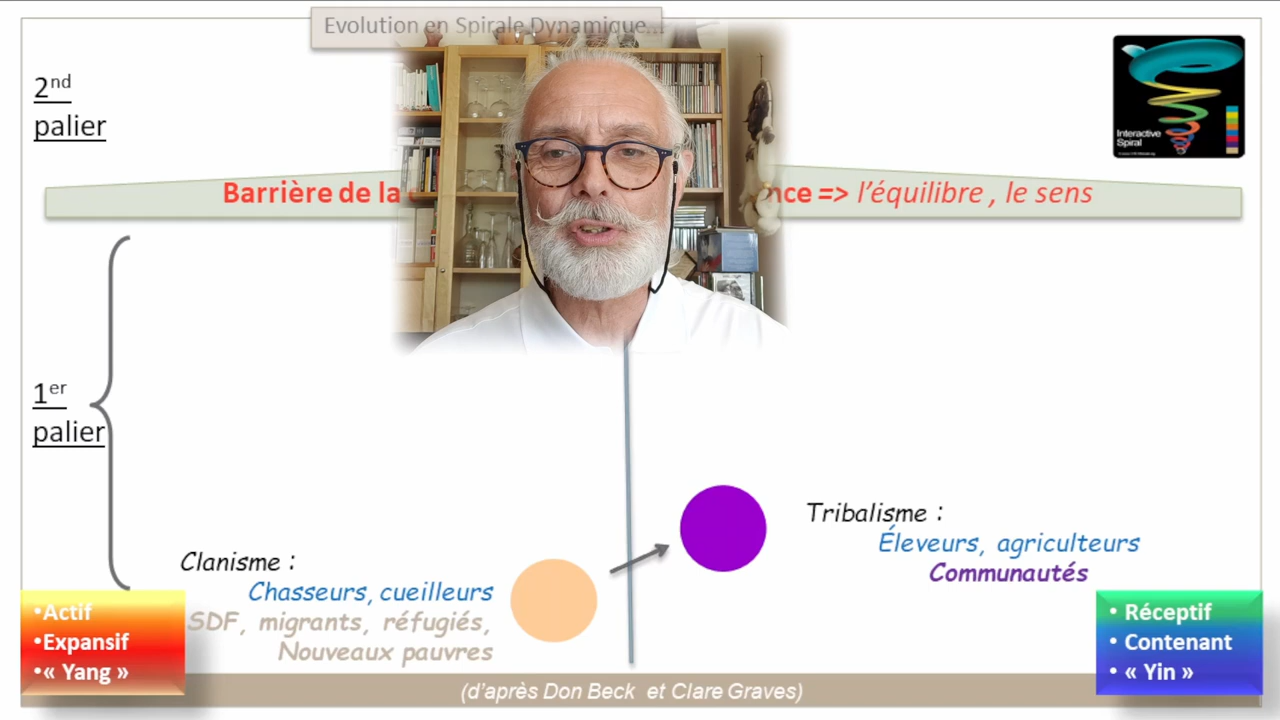 Evolution en Spirale Dynamique...
2nd
palier
Interactive
Spiral
Barrière de la
nce => l'équilibre , le sens
1er
palier
Tribalisme :
Éleveurs, agriculteurs
Communautés
Clanisme :
Chasseurs, cueilleurs
SDF, migrants, réfugiés,
Nouveaux pauvres
•Actif
•Expansif
•« Yang »
• Réceptif
• Contenant
• « Yin »
(d'après Don Beck et Clare Graves)